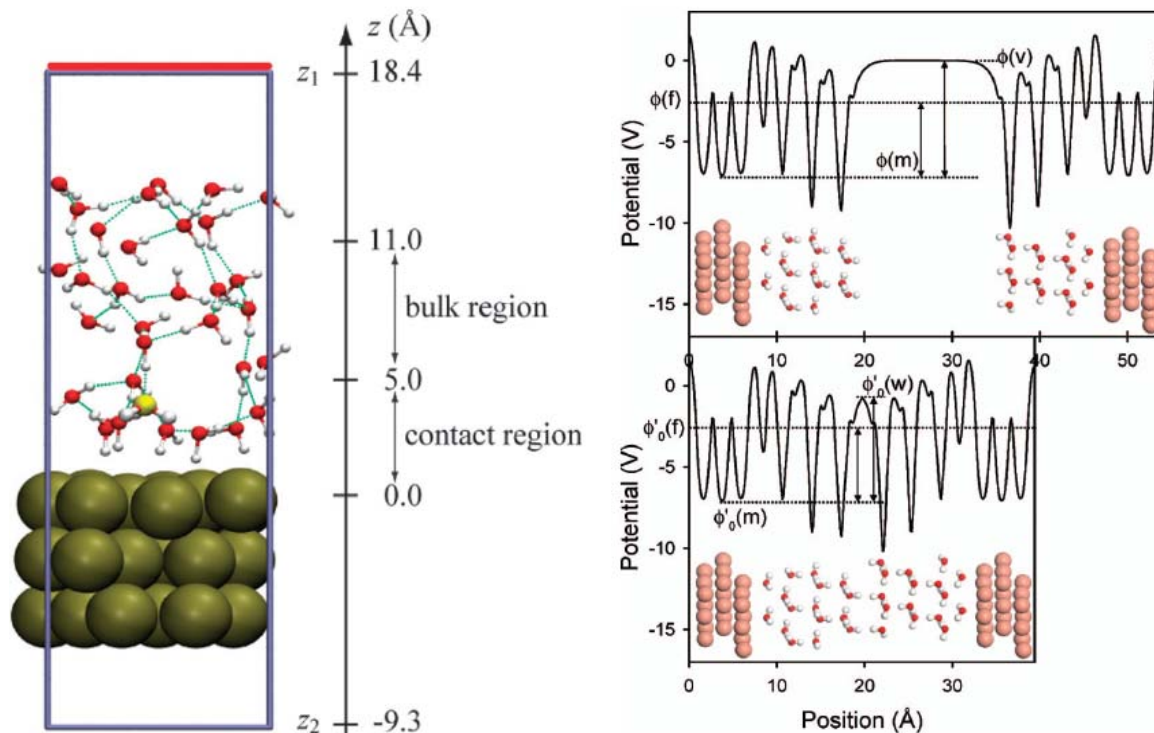 z (Å)
z₁ 18.4
11.0
bulk region
5.0
contact region
0.0
z₂ -9.3
Potential (V)
0
-5
-10
-15
ϕ(v)
ϕ(f)
ϕ(m)
0 10 20 30 40 50
Potential (V)
0
-5
-10
-15
ϕ'₀(w)
ϕ'₀(f)
ϕ'₀(m)
0 10 20 30
Position (Å)